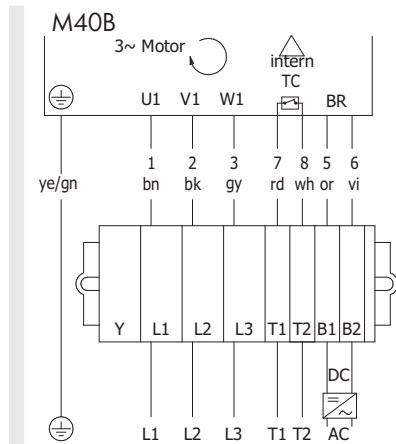 M40B
3~ Motor
intern
TC
U1 V1 W1 BR
1 2 3 7 8 5 6
ye/gn bn bk gy rd wh or vi
Y L1 L2 L3 T1 T2 B1 B2
DC
L1 L2 L3 T1 T2 AC